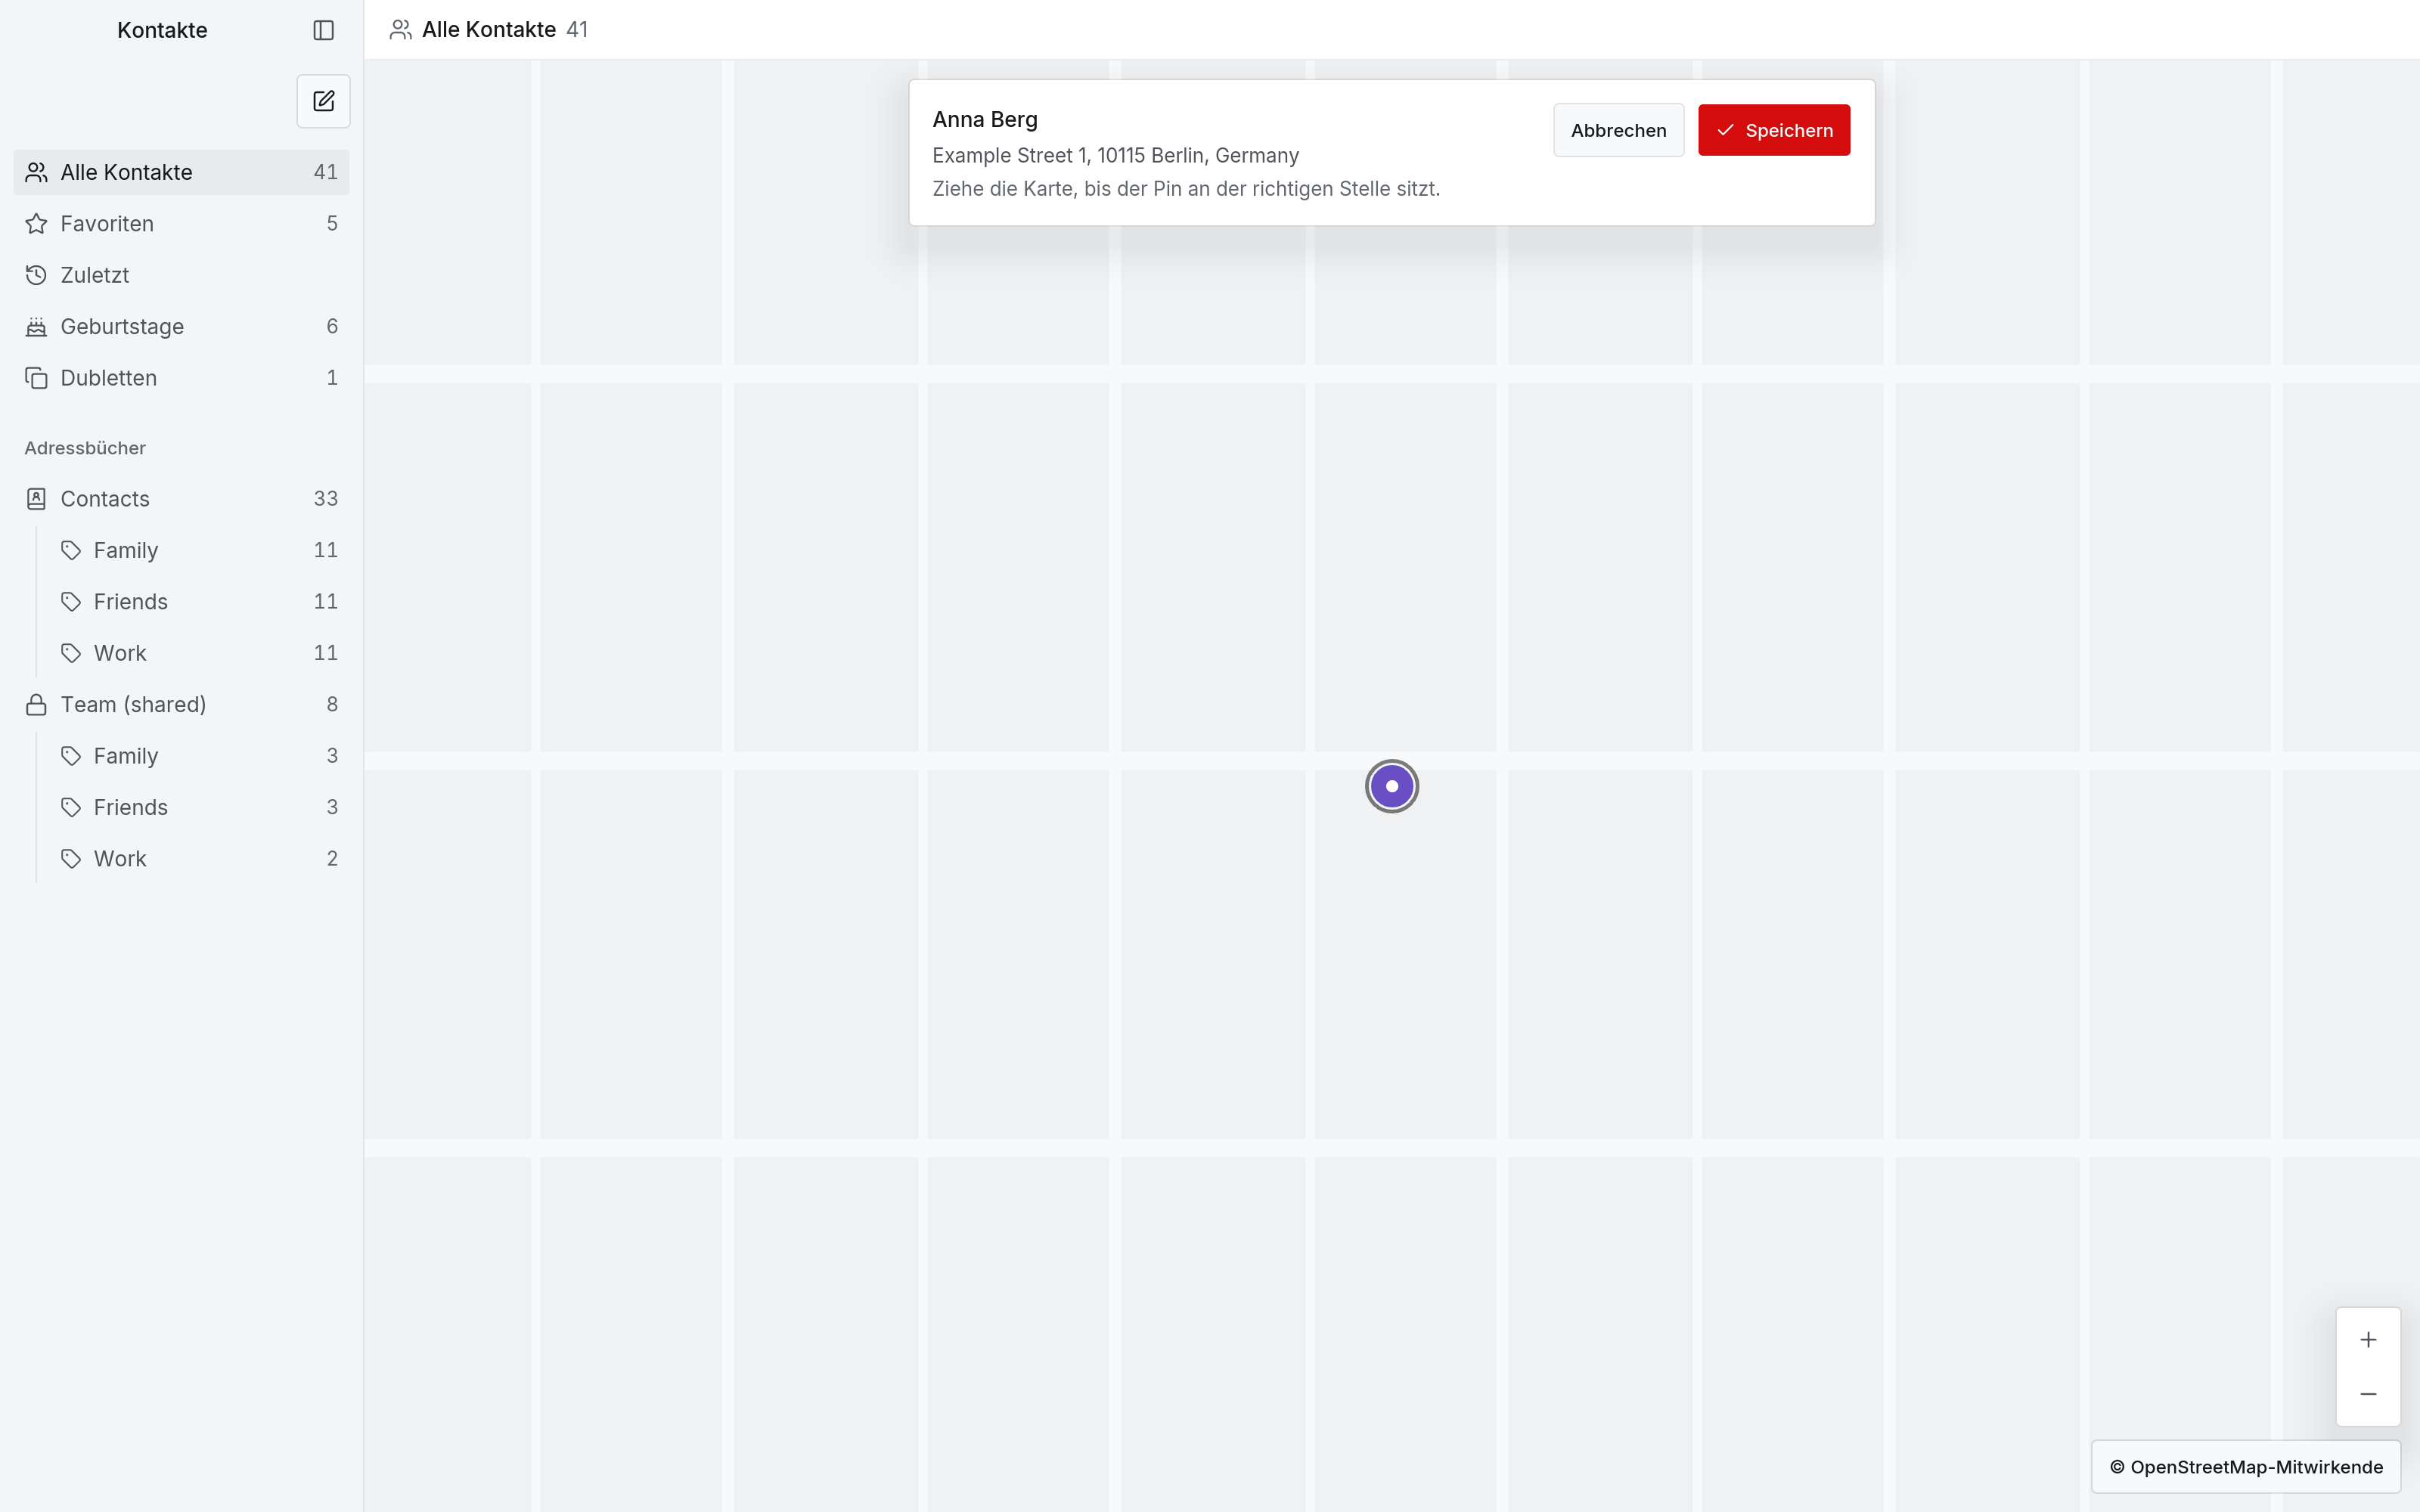 Kontakte
Alle Kontakte 41
Favoriten 5
Zuletzt
Geburtstage 6
Dubletten 1
Adressbücher
Contacts 33
Family 11
Friends 11
Work 11
Team (shared) 8
Family 3
Friends 3
Work 2
Alle Kontakte 41
Anna Berg
Example Street 1, 10115 Berlin, Germany
Ziehe die Karte, bis der Pin an der richtigen Stelle sitzt.
Abbrechen
Speichern
© OpenStreetMap-Mitwirkende